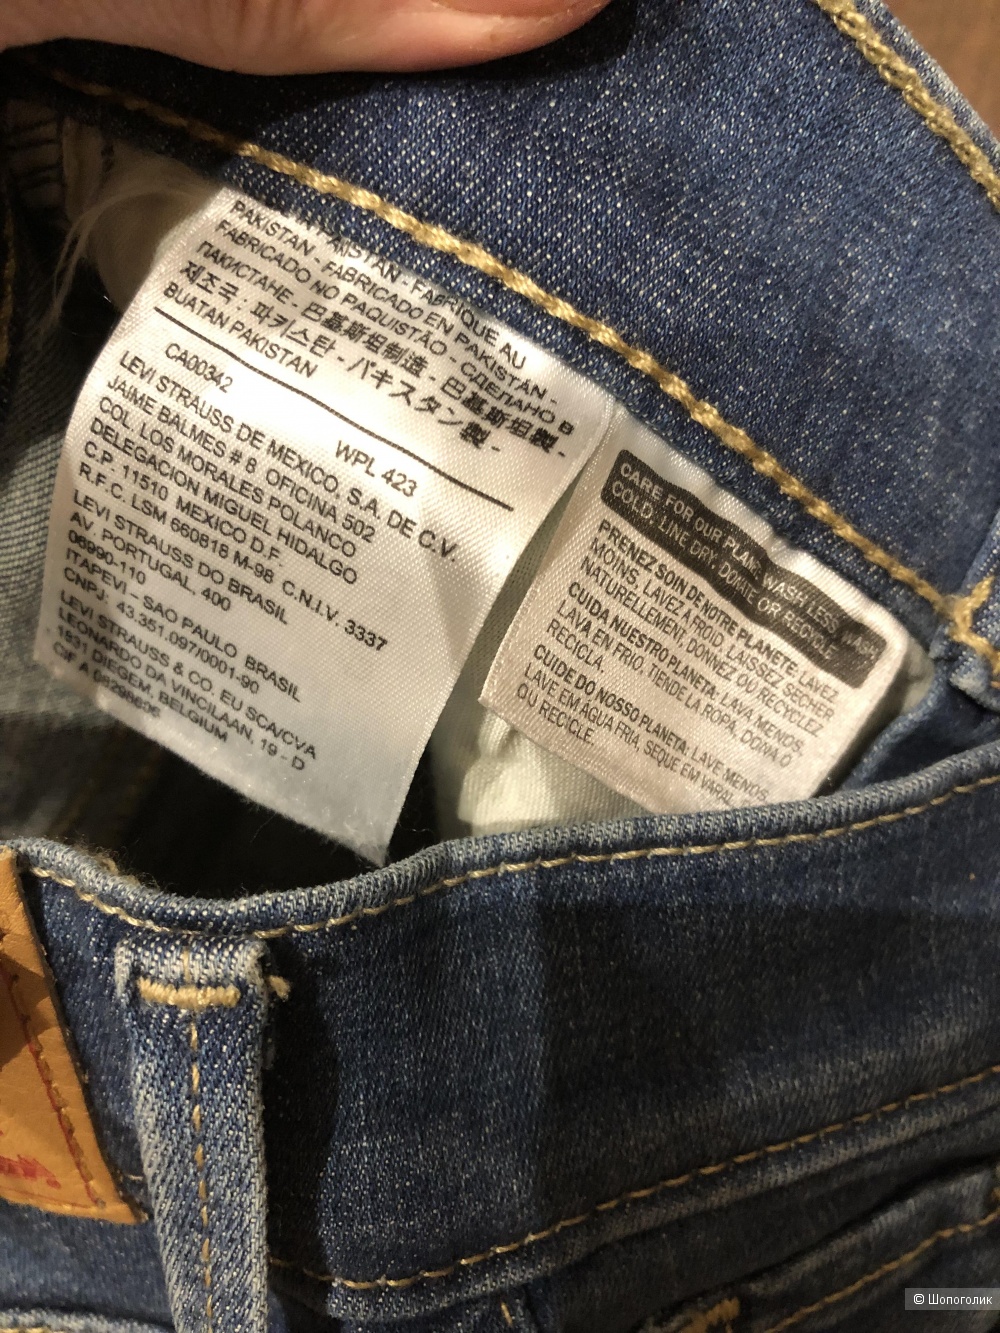 PAKISTAN - FABRIQUE AU
PAKISTAN - FABRICADO EN PAKISTAN -
FABRICADO NO PAQUISTÃO - СДЕЛАНО В
ПАКИСТАНЕ - 巴基斯坦制造 - 巴基斯坦製 -
제조국 : 파키스탄 - パキスタン製 -
BUATAN PAKISTAN
CA00342 WPL 423
LEVI STRAUSS DE MEXICO, S.A. DE C.V.
JAIME BALMES # 8 OFICINA 502
COL. LOS MORALES POLANCO
DELEGACION MIGUEL HIDALGO
C.P. 11510 MEXICO D.F.
R.F.C. LSM 660818 M-98 C.N.I.V. 3337
LEVI STRAUSS DO BRASIL
AV. PORTUGAL, 400
06990-110
ITAPEVI - SAO PAULO BRASIL
CNPJ: 43.351.097/0001-90
LEVI STRAUSS & CO. EU SCA/CVA
LEONARDO DA VINCILAAN, 19 - D
1831 DIEGEM, BELGIUM
CIF A
CARE FOR OUR PLANET: WASH LESS, WASH
COLD, LINE DRY, DONATE OR RECYCLE.
PRENEZ SOIN DE NOTRE PLANETE: LAVEZ
MOINS, LAVEZ A FROID, LAISSEZ SECHER
NATURELLEMENT, DONNEZ OU RECYCLEZ.
CUIDA NUESTRO PLANETA: LAVA MENOS,
LAVA EN FRIO, TIENDE LA ROPA, DONA O
RECICLA.
CUIDE DO NOSSO PLANETA: LAVE MENOS,
LAVE EM ÁGUA FRIA, SEQUE EM VARAL,
OU RECICLE.
© Шопоголик